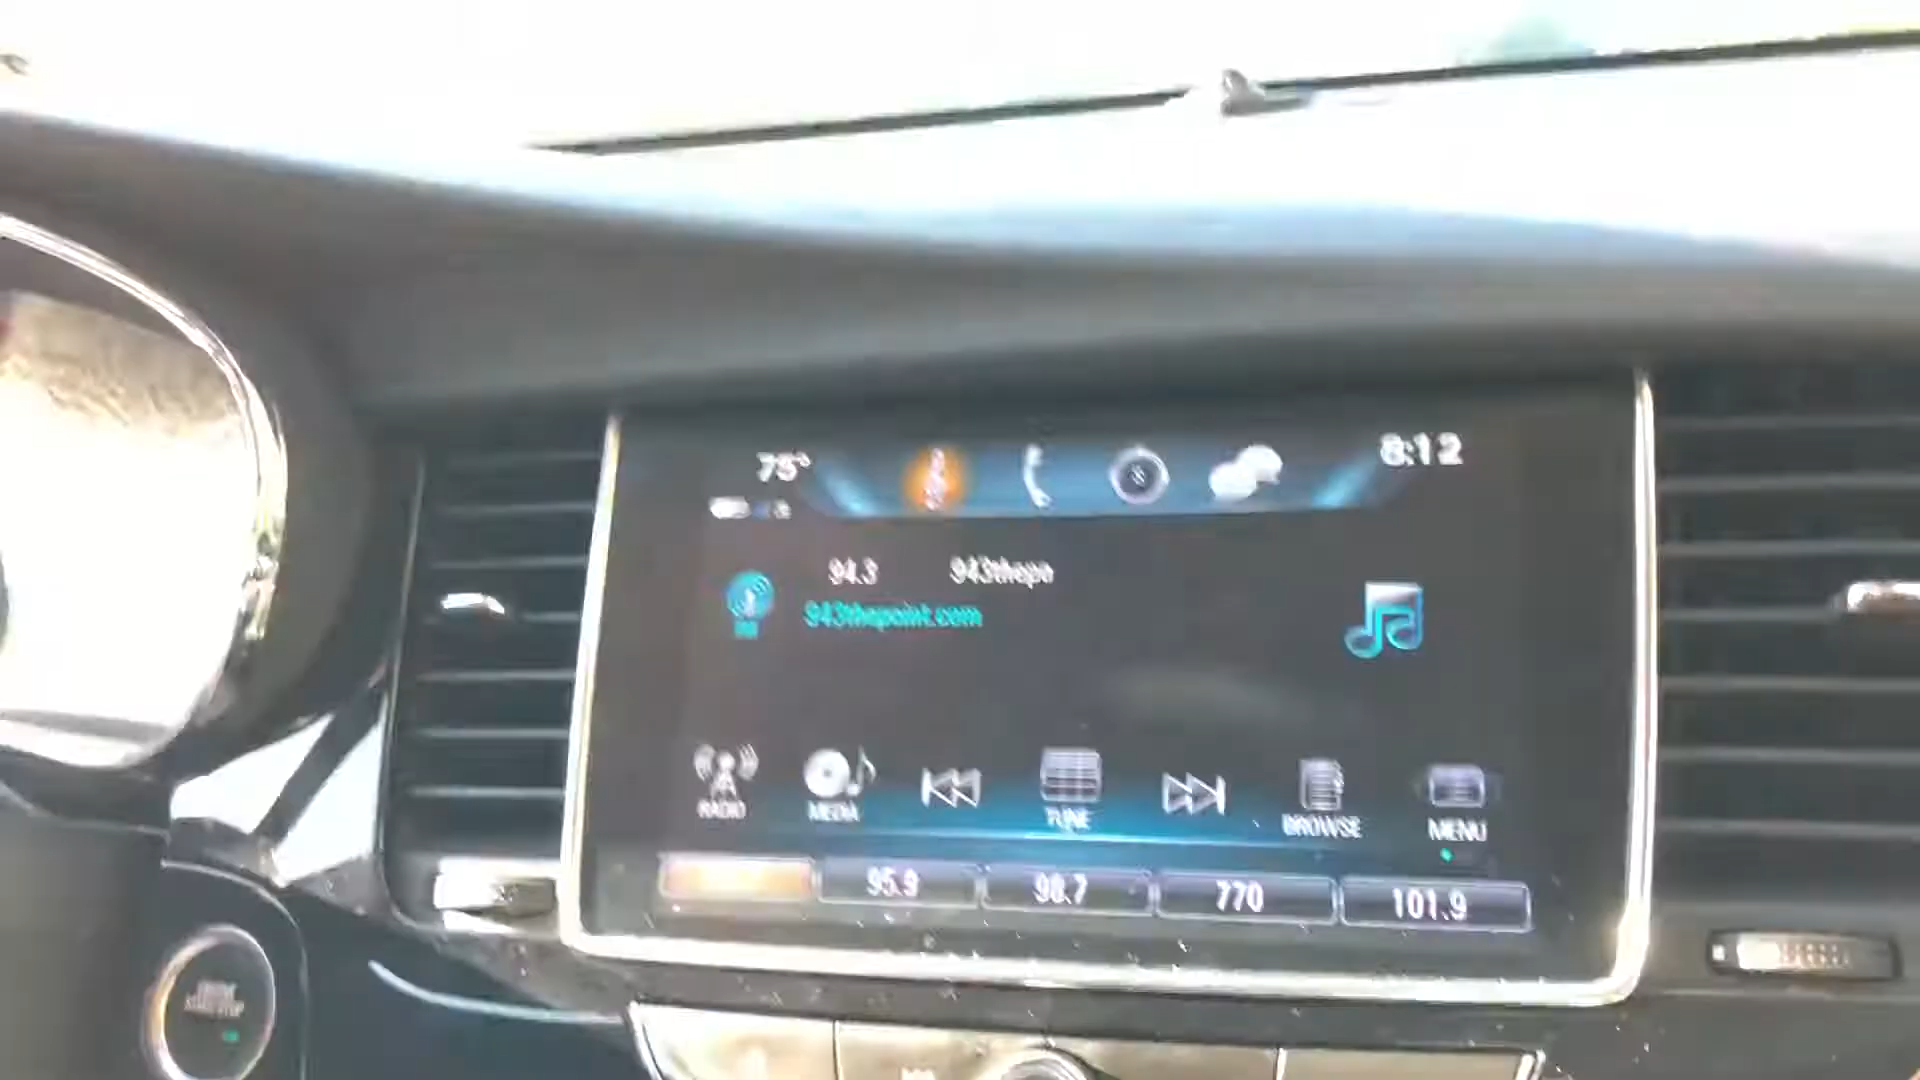 75° 8:12
94.3 943thepo
943thepoint.com
RADIO MEDIA TUNE BROWSE MENU
95.9 98.7 770 101.9